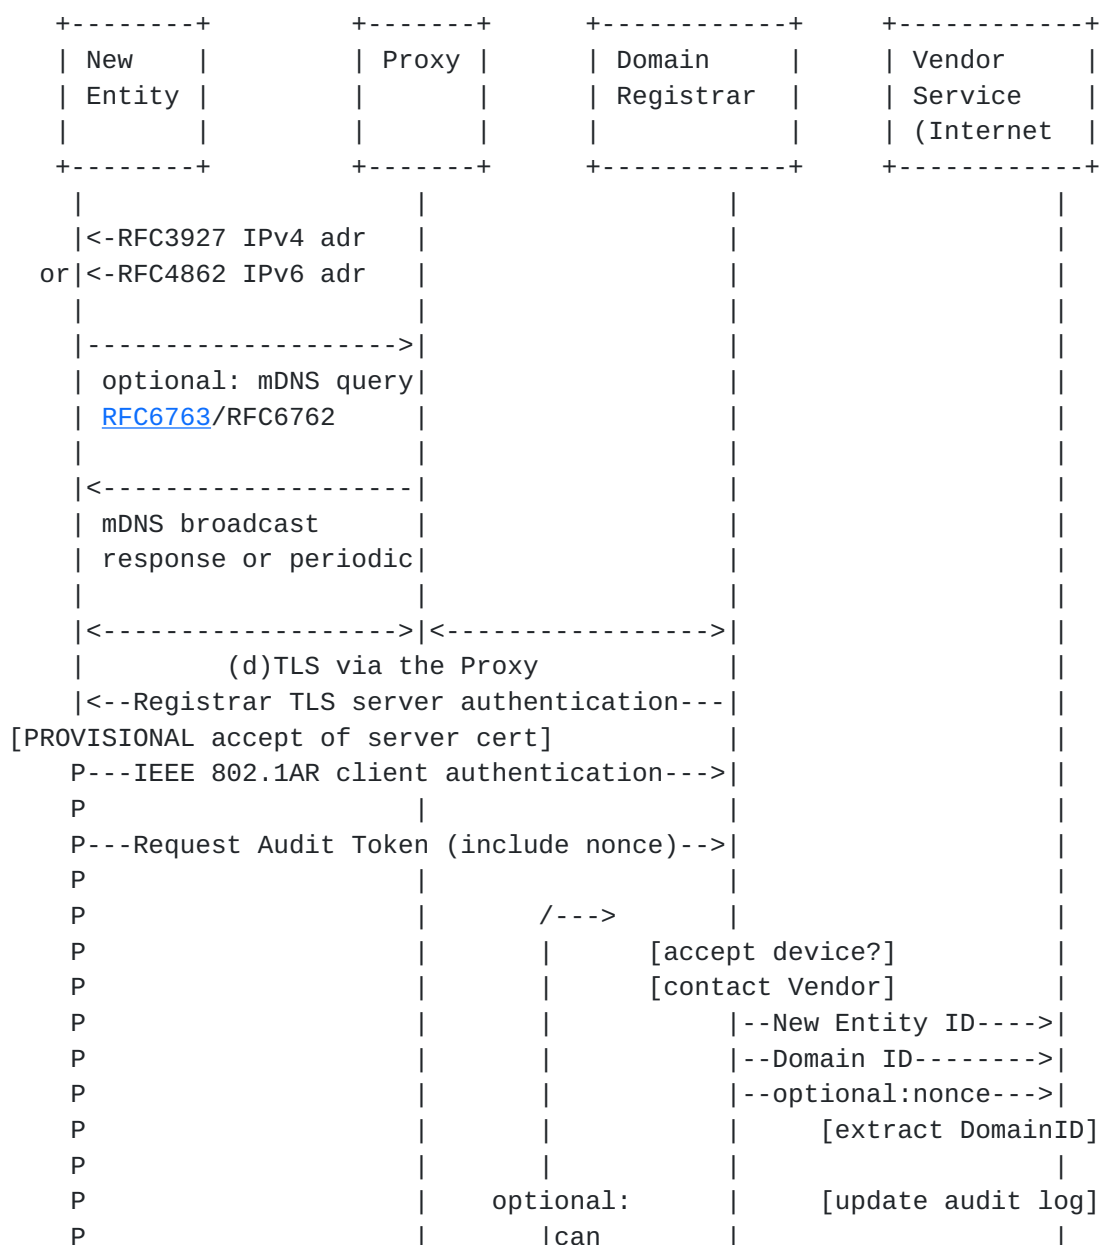 +--------+         +-------+      +------------+     +------------+
   | New    |         | Proxy |      | Domain     |     | Vendor     |
   | Entity |         |       |      | Registrar  |     | Service    |
   |        |         |       |      |            |     | (Internet  |
   +--------+         +-------+      +------------+     +------------+
    |                     |                   |                    |
    |<-RFC3927 IPv4 adr   |                   |                    |
  or|<-RFC4862 IPv6 adr   |                   |                    |
    |                     |                   |                    |
    |-------------------->|                   |                    |
    | optional: mDNS query|                   |                    |
    | RFC6763/RFC6762     |                   |                    |
    |                     |                   |                    |
    |<--------------------|                   |                    |
    | mDNS broadcast      |                   |                    |
    | response or periodic|                   |                    |
    |                     |                   |                    |
    |<------------------->|<----------------->|                    |
    |         (d)TLS via the Proxy            |                    |
    |<--Registrar TLS server authentication---|                    |
[PROVISIONAL accept of server cert]           |                    |
    P---IEEE 802.1AR client authentication--->|                    |
    P                     |                   |                    |
    P---Request Audit Token (include nonce)-->|                    |
    P                     |                   |                    |
    P                     |       /--->       |                    |
    P                     |       |      [accept device?]          |
    P                     |       |      [contact Vendor]          |
    P                     |       |           |--New Entity ID---->|
    P                     |       |           |--Domain ID-------->|
    P                     |       |           |--optional:nonce--->|
    P                     |       |           |     [extract DomainID]
    P                     |       |           |                    |
    P                     |    optional:      |     [update audit log]
    P                     |       |can        |                    |